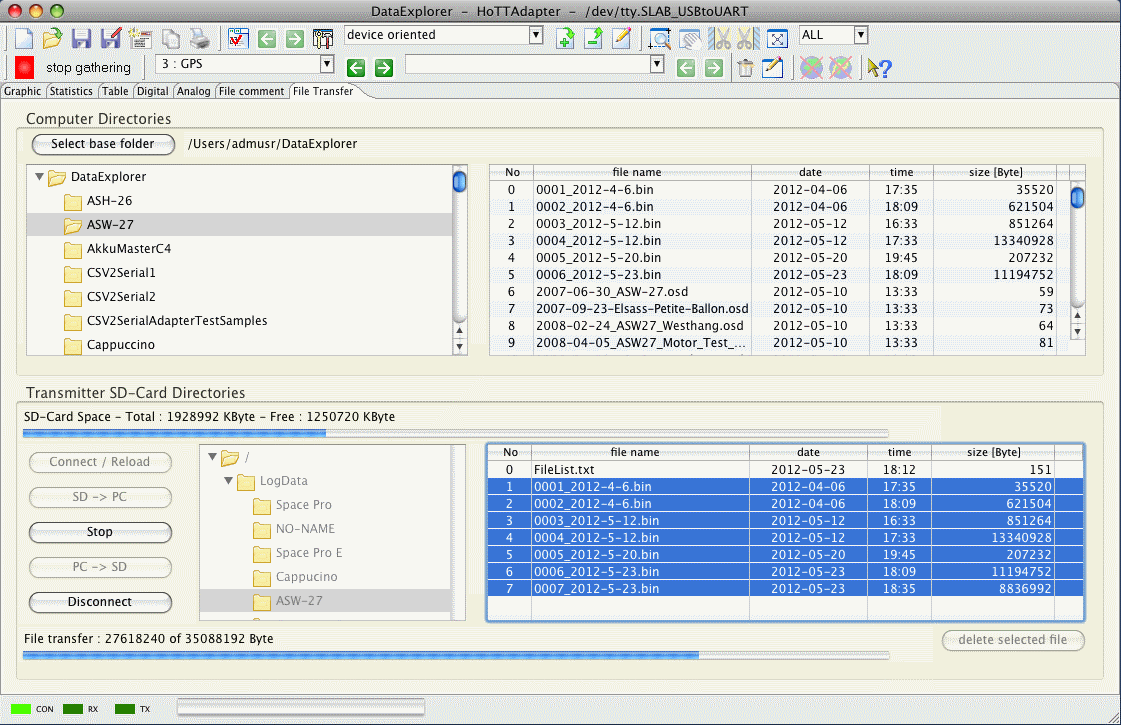 DataExplorer – HoTTAdapter – /dev/tty.SLAB_USBtoUART
device oriented ALL
stop gathering 3 : GPS
Graphic Statistics Table Digital Analog File comment File Transfer
Computer Directories
Select base folder /Users/admusr/DataExplorer
DataExplorer
ASH-26
ASW-27
AkkuMasterC4
CSV2Serial1
CSV2Serial2
CSV2SerialAdapterTestSamples
Cappuccino
No file name date time size [Byte]
0 0001_2012-4-6.bin 2012-04-06 17:35 35520
1 0002_2012-4-6.bin 2012-04-06 18:09 621504
2 0003_2012-5-12.bin 2012-05-12 16:33 851264
3 0004_2012-5-12.bin 2012-05-12 17:33 13340928
4 0005_2012-5-20.bin 2012-05-20 19:45 207232
5 0006_2012-5-23.bin 2012-05-23 18:09 11194752
6 2007-06-30_ASW-27.osd 2012-05-10 13:33 59
7 2007-09-23-Elsass-Petite-Ballon.osd 2012-05-10 13:33 73
8 2008-02-24_ASW27_Westhang.osd 2012-05-10 13:33 64
9 2008-04-05_ASW27_Motor_Test_... 2012-05-10 13:33 81
Transmitter SD-Card Directories
SD-Card Space - Total : 1928992 KByte - Free : 1250720 KByte
Connect / Reload
SD -> PC
Stop
PC -> SD
Disconnect
/
LogData
Space Pro
NO-NAME
Space Pro E
Cappucino
ASW-27
No file name date time size [Byte]
0 FileList.txt 2012-05-23 18:12 151
1 0001_2012-4-6.bin 2012-04-06 17:35 35520
2 0002_2012-4-6.bin 2012-04-06 18:09 621504
3 0003_2012-5-12.bin 2012-05-12 16:33 851264
4 0004_2012-5-12.bin 2012-05-12 17:33 13340928
5 0005_2012-5-20.bin 2012-05-20 19:45 207232
6 0006_2012-5-23.bin 2012-05-23 18:09 11194752
7 0007_2012-5-23.bin 2012-05-23 18:35 8836992
File transfer : 27618240 of 35088192 Byte
delete selected file
CON RX TX